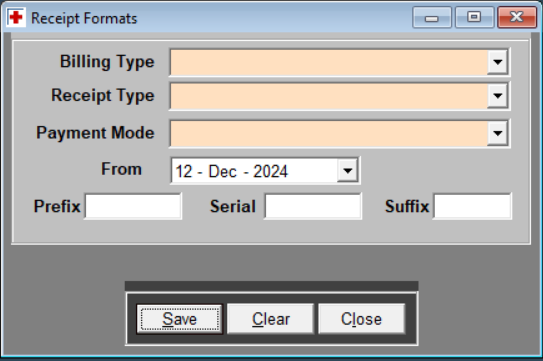 Receipt Formats
Billing Type
Receipt Type
Payment Mode
From 12 - Dec - 2024
Prefix Serial Suffix
Save Clear Close